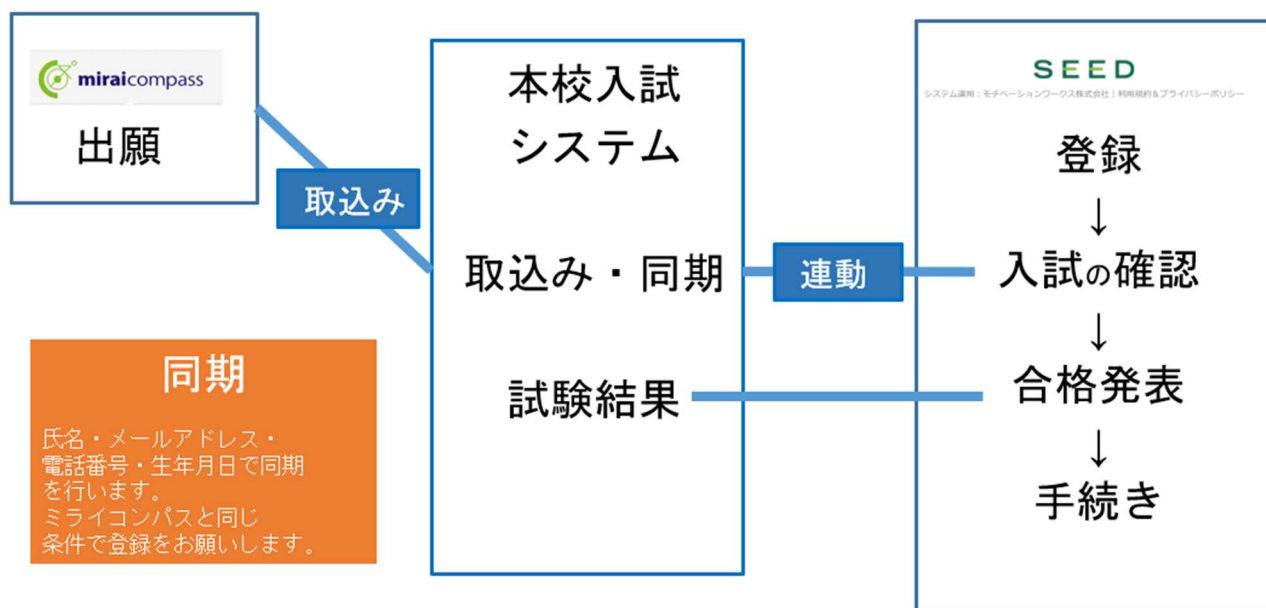 miraicompass
出願
取込み
同期
氏名・メールアドレス・
電話番号・生年月日で同期
を行います。
ミライコンパスと同じ
条件で登録をお願いします。
本校入試
システム
取込み・同期
試験結果
連動
SEED
システム運用：モチベーションワークス株式会社｜利用規約&プライバシーポリシー
登録
↓
入試の確認
↓
合格発表
↓
手続き